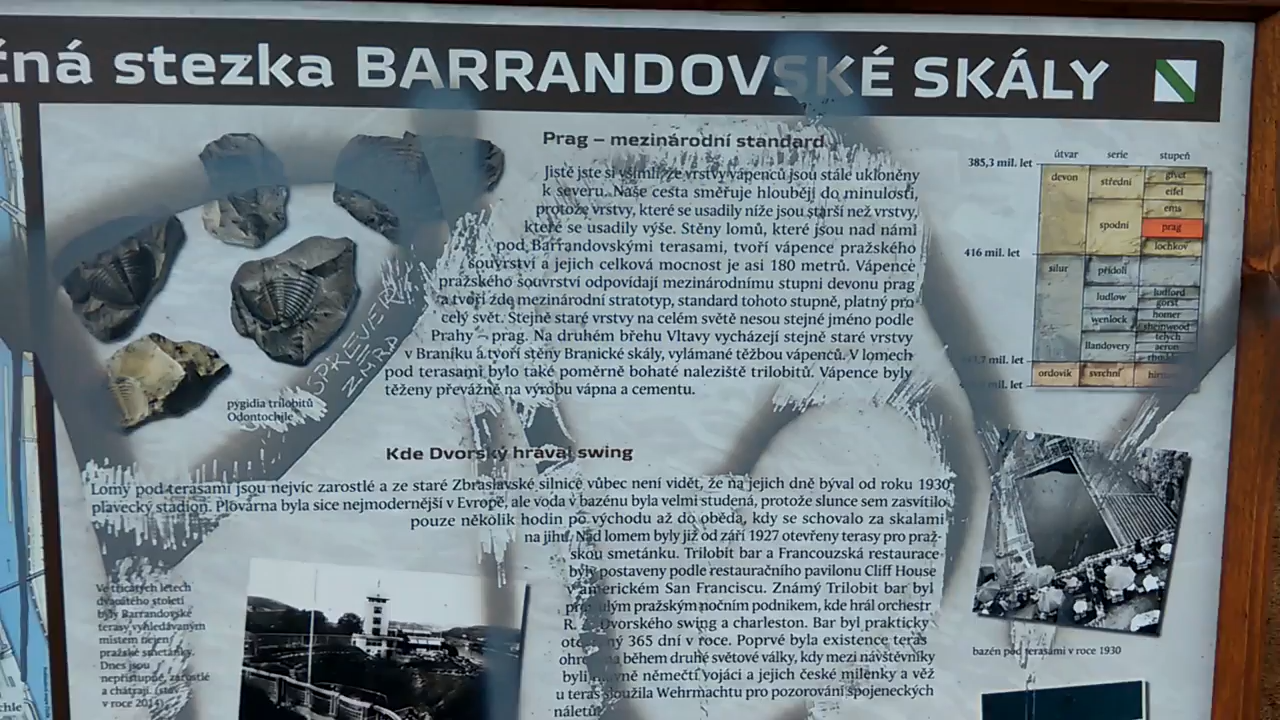 čná stezka BARRANDOVSKÉ SKÁLY
Prag – mezinárodní standard
Jistě jste si všimli, že vrstvy vápenců jsou stále ukloněny
k severu. Naše cesta směřuje hlouběji do minulosti,
protože vrstvy, které se usadily níže jsou starší než vrstvy,
které se usadily výše. Stěny lomů, které jsou nad námi
pod Barrandovskými terasami, tvoří vápence pražského
souvrství a jejich celková mocnost je asi 180 metrů. Vápence
pražského souvrství odpovídají mezinárodnímu stupni devonu prag
a tvoří zde mezinárodní stratotyp, standard tohoto stupně, platný pro
celý svět. Stejně staré vrstvy na celém světě nesou stejné jméno podle
Prahy – prag. Na druhém břehu Vltavy vycházejí stejně staré vrstvy
v Braníku a tvoří stěny Branické skály, vylámané těžbou vápenců. V lomech
pod terasami bylo také poměrně bohaté naleziště trilobitů. Vápence byly
těženy převážně na výrobu vápna a cementu.
pygidia trilobitů
Odontochile
útvar serie stupeň
385,3 mil. let
devon střední givet
eifel
ems
spodní prag
lochkov
416 mil. let
silur přídolí
ludlow ludford
gorst
wenlock homer
sheinwood
llandovery telych
aeron
mil. let
ordovik svrchní
mil. let
Kde Dvorský hrával swing
Lomy pod terasami jsou nejvíc zarostlé a ze staré Zbraslavské silnice vůbec není vidět, že na jejich dně býval od roku 1930
plavecký stadion. Plovárna byla sice nejmodernější v Evropě, ale voda v bazénu byla velmi studená, protože slunce sem zasvítilo
pouze několik hodin po východu až do oběda, kdy se schovalo za skalami
na jihu. Nad lomem byly již od září 1927 otevřeny terasy pro praž-
skou smetánku. Trilobit bar a Francouzská restaurace
byly postaveny podle restauračního pavilonu Cliff House
v americkém San Franciscu. Známý Trilobit bar byl
pražským nočním podnikem, kde hrál orchestr
R. Dvorského swing a charleston. Bar byl prakticky
365 dní v roce. Poprvé byla existence teras
během druhé světové války, kdy mezi návštěvníky
byli němečtí vojáci a jejich české milenky a věž
u teras sloužila Wehrmachtu pro pozorování spojeneckých
náletů.
Ve třicátých letech
dvacátého století
byly Barrandovské
terasy vyhledávaným
místem nejen
pražské smetánky.
Dnes jsou
nepřístupné, zarostlé
a chátrají. (stav
v roce 2014)
bazén pod terasami v roce 1930